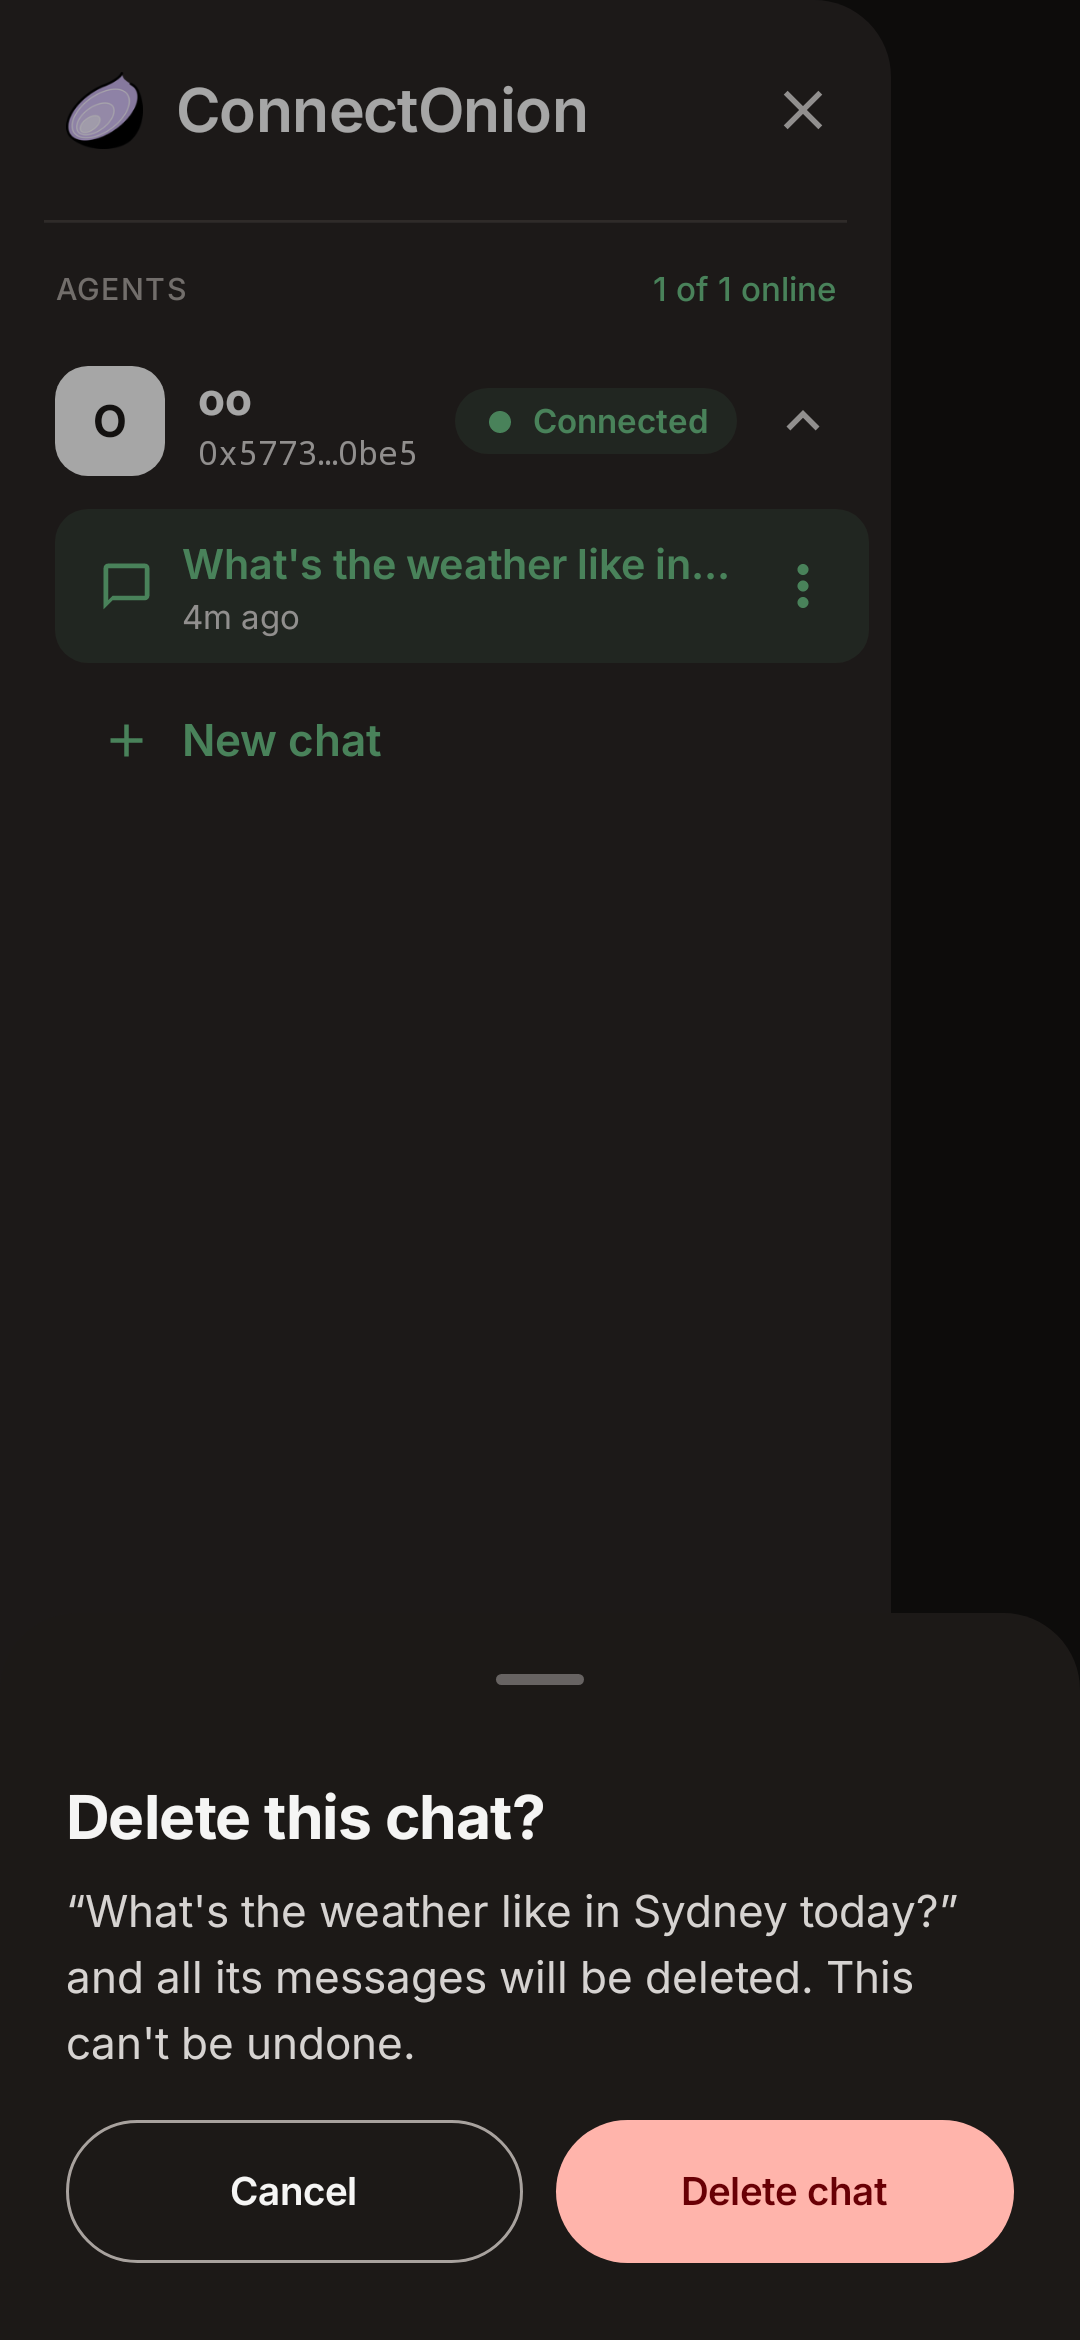 ConnectOnion
AGENTS
1 of 1 online
O
oo
0x5773…0be5
Connected
What's the weather like in...
4m ago
New chat
Delete this chat?
“What's the weather like in Sydney today?”
and all its messages will be deleted. This
can't be undone.
Cancel
Delete chat